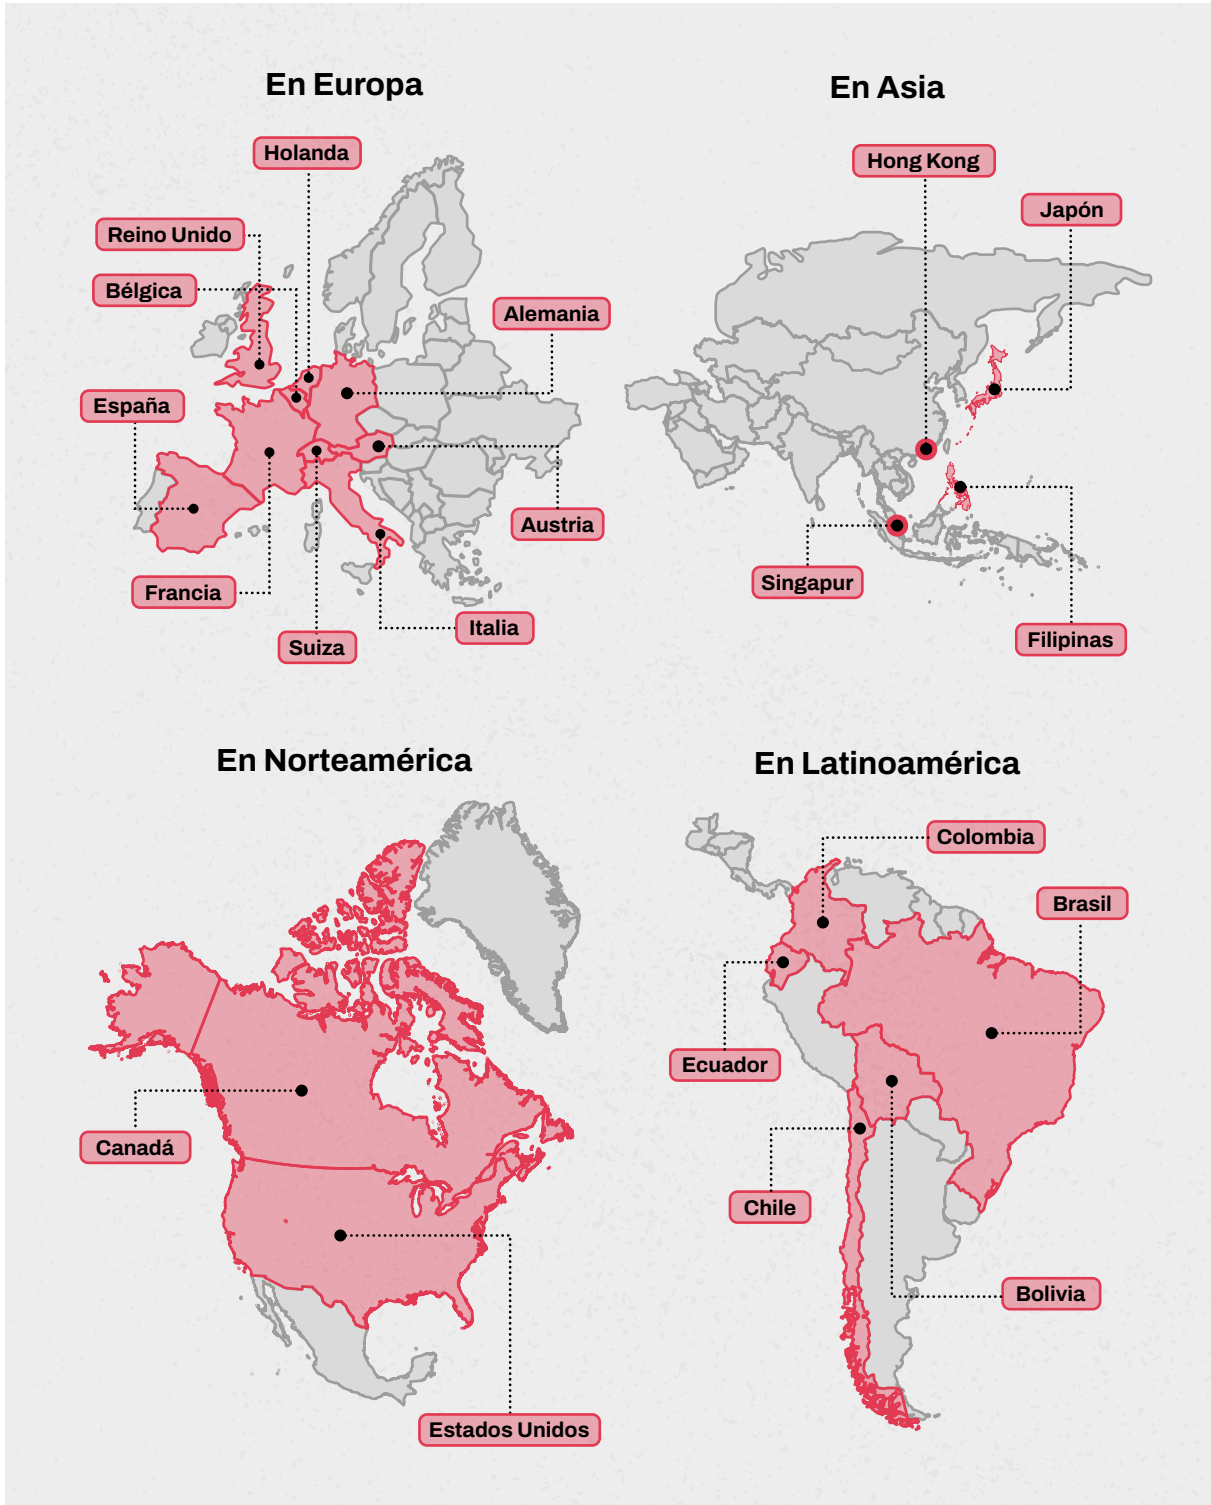 En Europa
Holanda
Reino Unido
Bélgica
Alemania
España
Austria
Francia
Italia
Suiza
En Asia
Hong Kong
Japón
Singapur
Filipinas
En Norteamérica
Canadá
Estados Unidos
En Latinoamérica
Colombia
Brasil
Ecuador
Chile
Bolivia